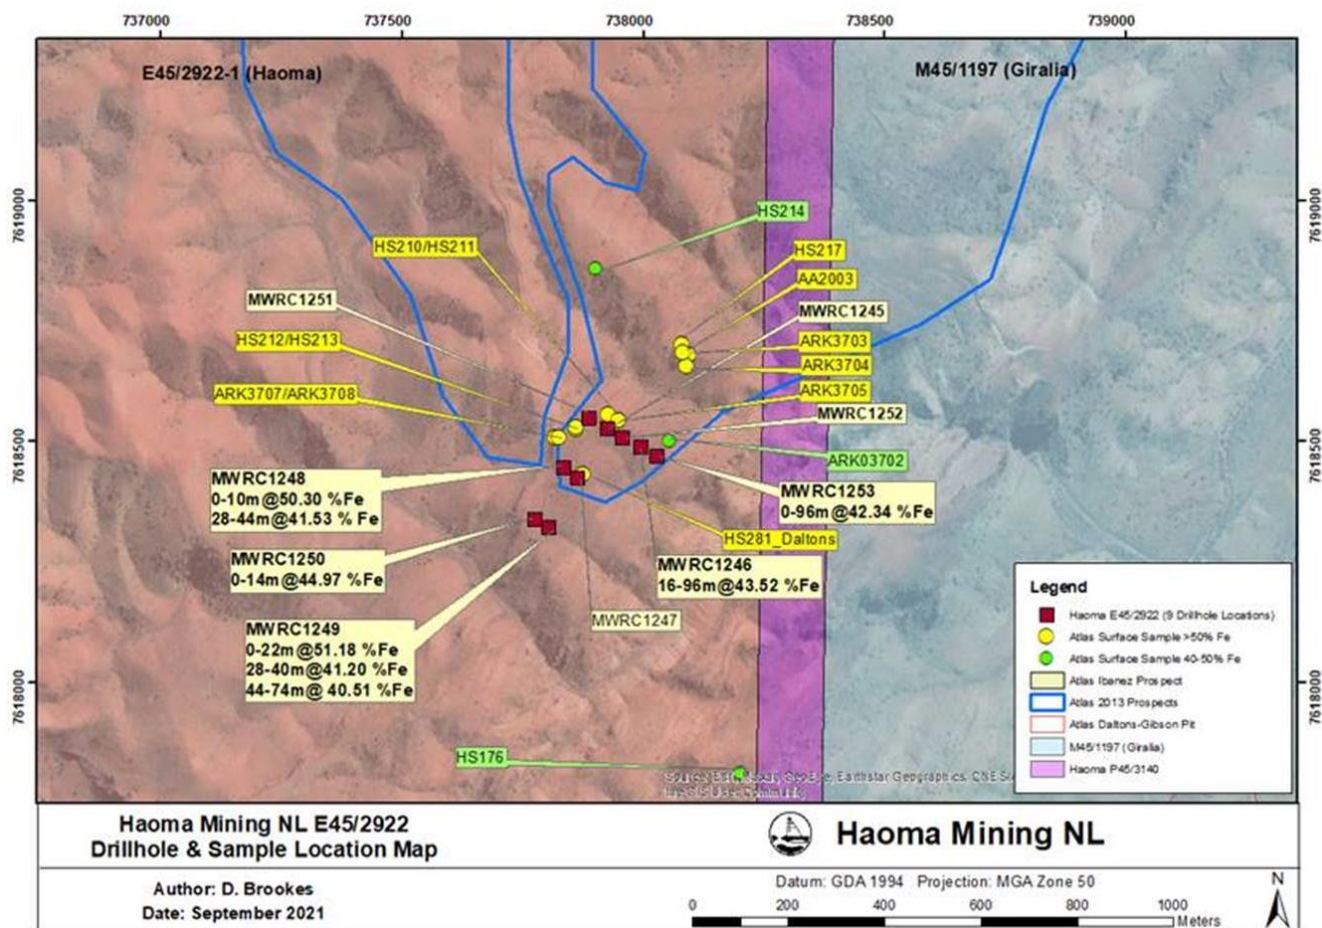 737000 737500 738000 738500 739000
E45/2922-1 (Haoma)
M45/1197 (Giralia)
7619000
7619000
HS214
HS210/HS211
HS217
AA2003
MWRC1251
MWRC1245
HS212/HS213
ARK3703
ARK3704
ARK3707/ARK3708
ARK3705
MWRC1252
7618500
7618500
ARK03702
MWRC1248
0-10m@50.30 %Fe
28-44m@41.53 % Fe
MWRC1253
0-96m@42.34 %Fe
HS281_Daltons
MWRC1250
0-14m@44.97 %Fe
MWRC1246
16-96m@43.52 %Fe
MWRC1247
MWRC1249
0-22m@51.18 %Fe
28-40m@41.20 %Fe
44-74m@ 40.51 %Fe
7618000
7618000
HS176
Legend
Haoma E45/2922 (9 Drillhole Locations)
Atlas Surface Sample >50% Fe
Atlas Surface Sample 40-50% Fe
Atlas Ibanez Prospect
Atlas 2013 Prospects
Atlas Daltons-Gibson Pit
M45/1197 (Giralia)
Haoma P45/3140
Earthstar Geographics, CNES/
Haoma Mining NL E45/2922
Drillhole & Sample Location Map
Haoma Mining NL
Author: D. Brookes
Date: September 2021
Datum: GDA 1994 Projection: MGA Zone 50
N
0 200 400 600 800 1000
Meters